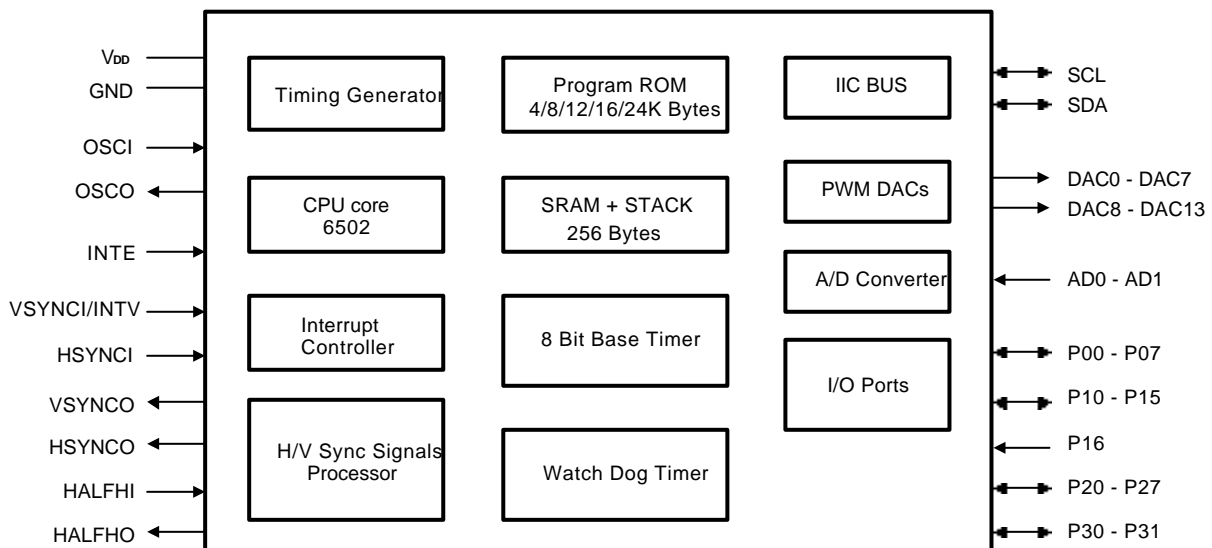 VDD
GND
OSCI
OSCO
INTE
VSYNCI/INTV
HSYNCI
VSYNCO
HSYNCO
HALFHI
HALFHO
Timing Generator
CPU core
6502
Interrupt
Controller
H/V Sync Signals
Processor
Program ROM
4/8/12/16/24K Bytes
SRAM + STACK
256 Bytes
8 Bit Base Timer
Watch Dog Timer
IIC BUS
PWM DACs
A/D Converter
I/O Ports
SCL
SDA
DAC0 - DAC7
DAC8 - DAC13
AD0 - AD1
P00 - P07
P10 - P15
P16
P20 - P27
P30 - P31